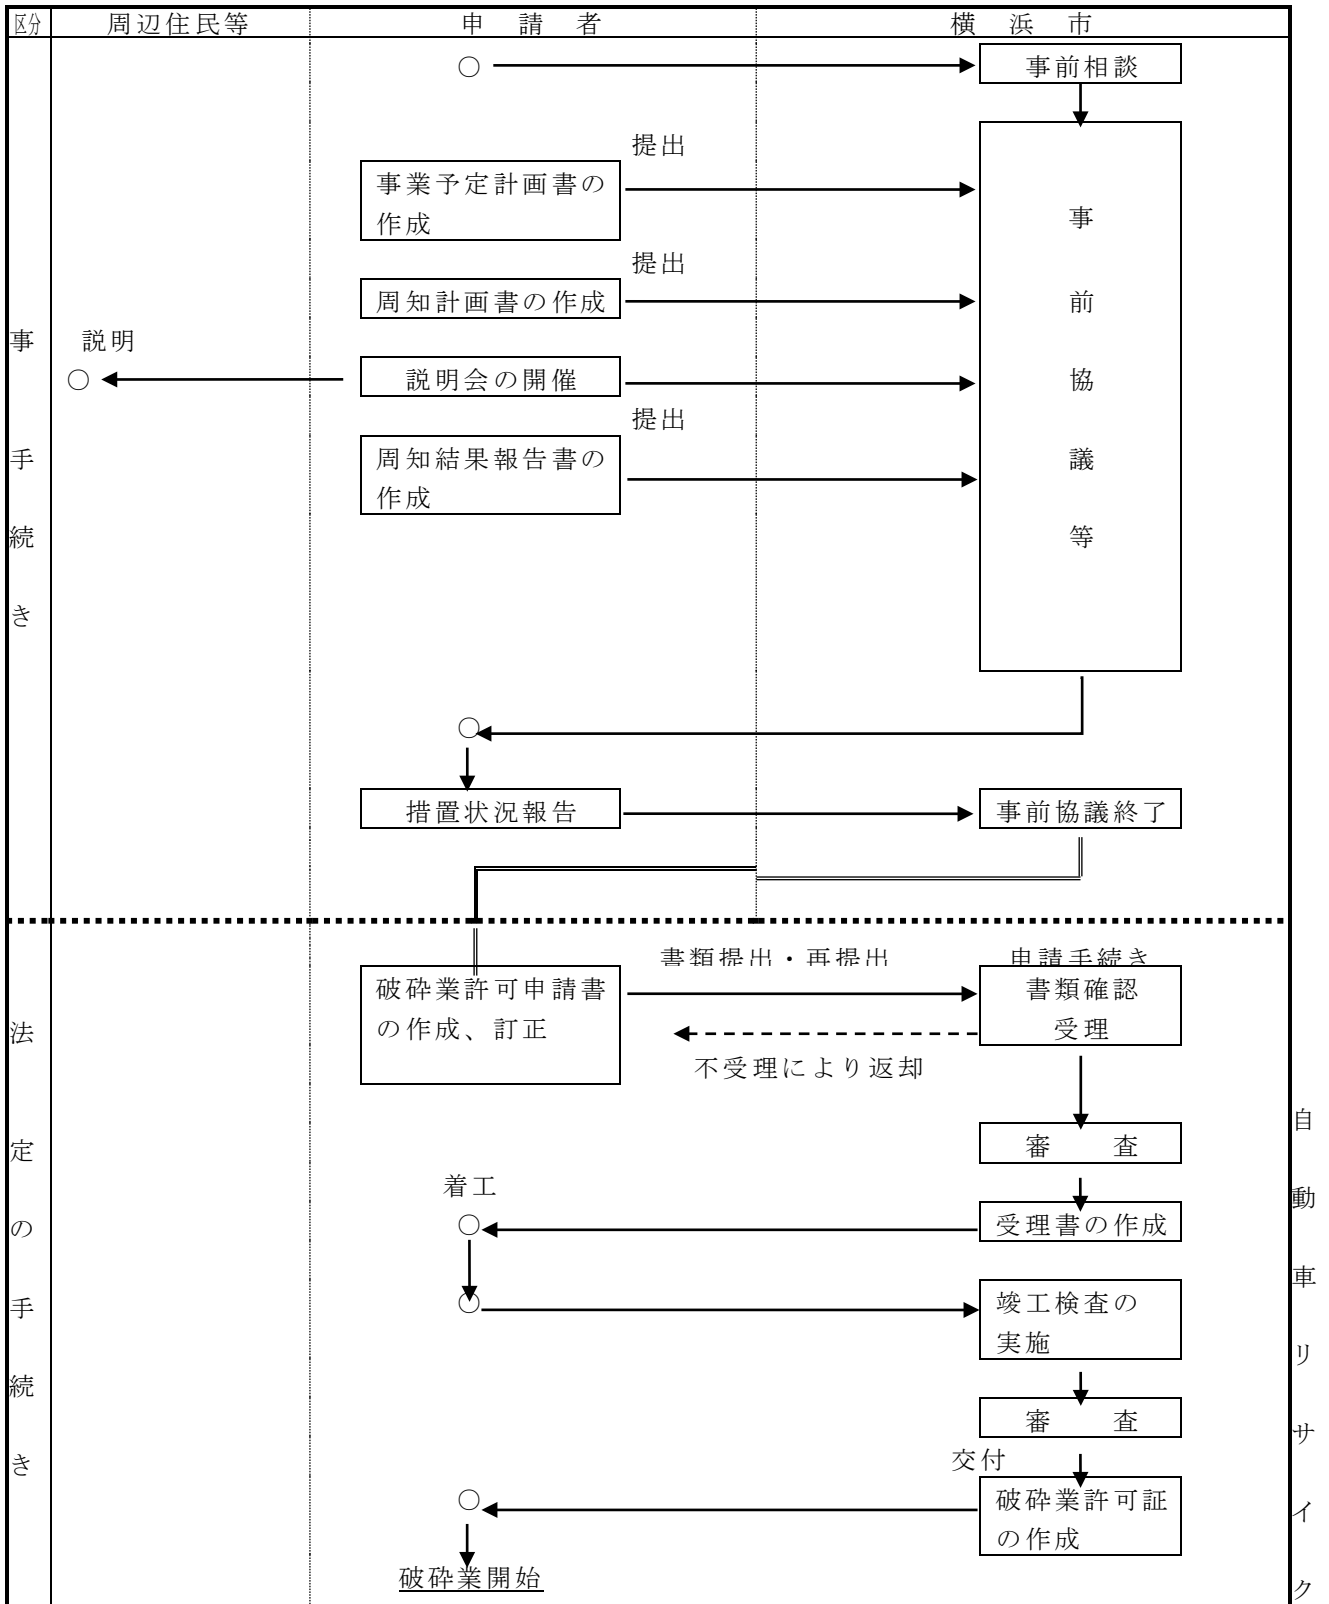 区分
周辺住民等
申請者
横浜市
事前手続き
○
事前相談
提出
事業予定計画書の
作成
提出
周知計画書の作成
説明
○
説明会の開催
提出
周知結果報告書の
作成
事前協議等
○
措置状況報告
事前協議終了
法定の手続き
書類提出・再提出
申請手続き
破砕業許可申請書
の作成、訂正
書類確認
受理
不受理により返却
審査
着工
○
受理書の作成
○
竣工検査の
実施
審査
交付
○
破砕業許可証
の作成
破砕業開始
自動車リサイク